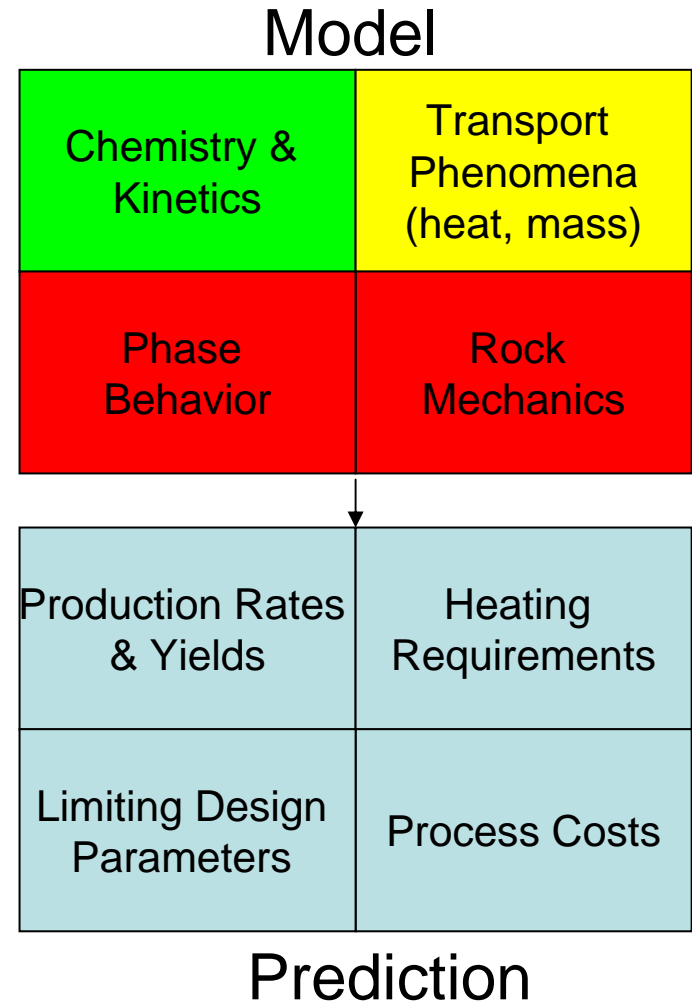 Model
Chemistry &
Kinetics
Transport
Phenomena
(heat, mass)
Phase
Behavior
Rock
Mechanics
Production Rates
& Yields
Heating
Requirements
Limiting Design
Parameters
Process Costs
Prediction